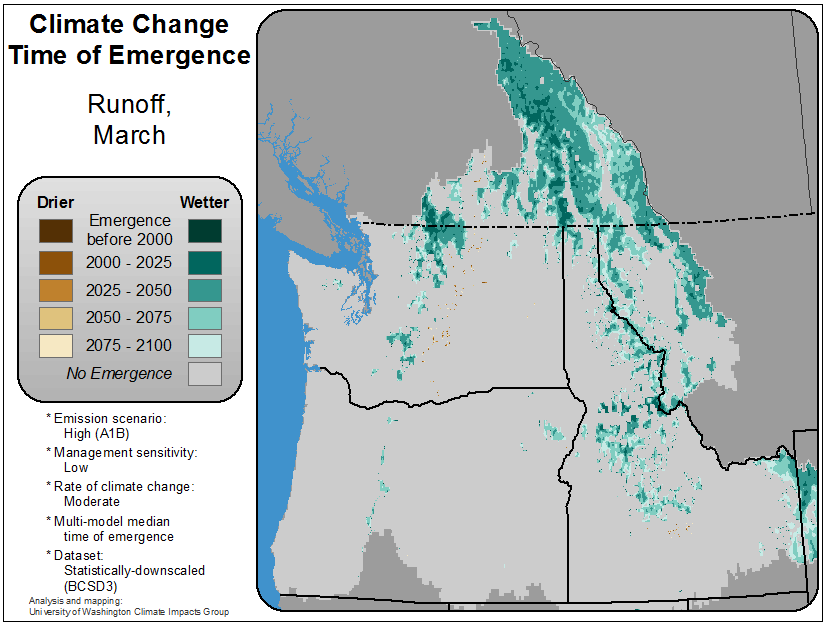 Climate Change
Time of Emergence
Runoff,
March
Drier
Wetter
Emergence
before 2000
2000 - 2025
2025 - 2050
2050 - 2075
2075 - 2100
No Emergence
* Emission scenario:
High (A1B)
* Management sensitivity:
Low
* Rate of climate change:
Moderate
* Multi-model median
time of emergence
* Dataset:
Statistically-downscaled
(BCSD3)
Analysis and mapping:
University of Washington Climate Impacts Group